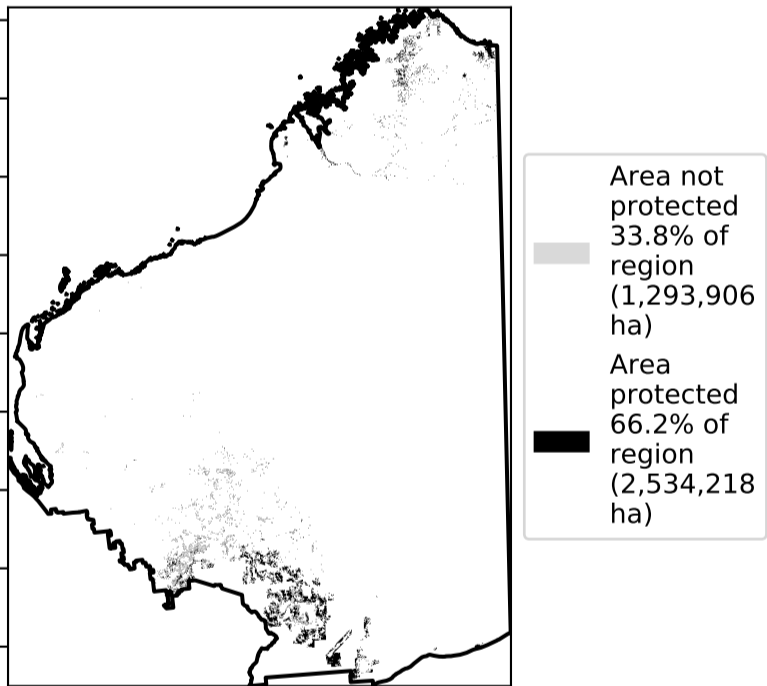 Area not
protected
33.8% of
region
(1,293,906
ha)
Area
protected
66.2% of
region
(2,534,218
ha)